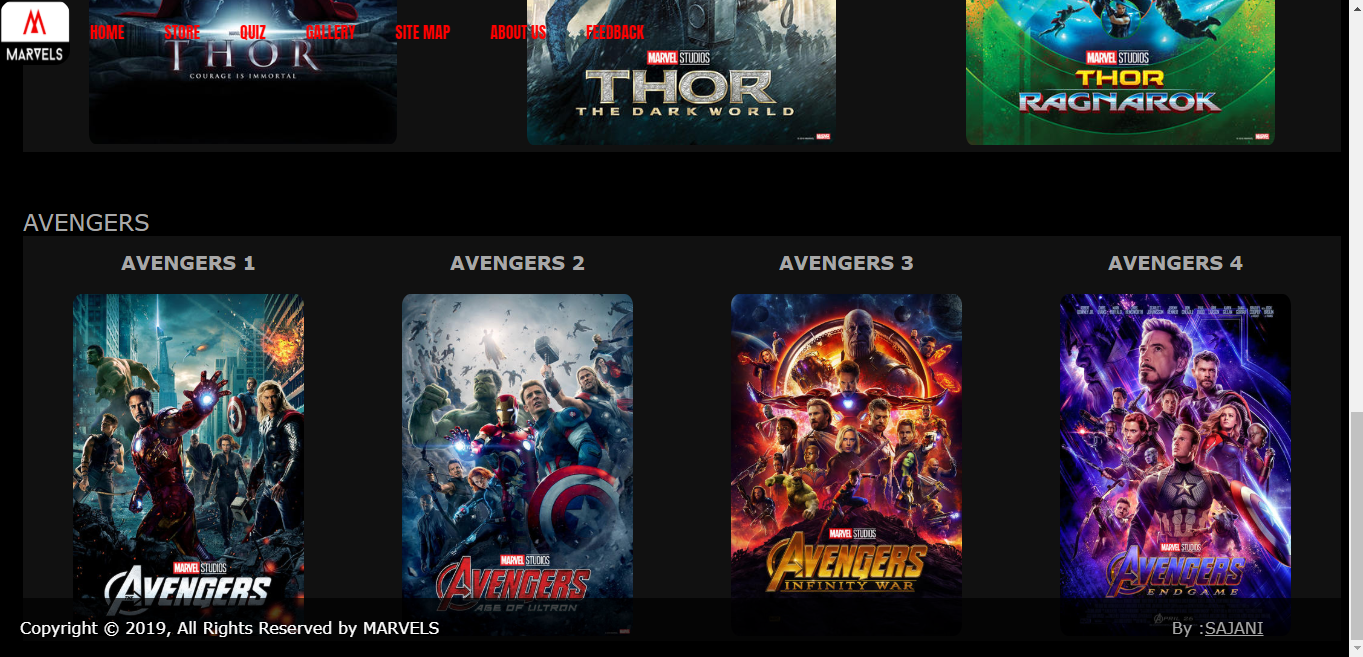 MARVELS
HOME STORE QUIZ GALLERY SITE MAP ABOUT US FEEDBACK
THOR
COURAGE IS IMMORTAL
MARVEL STUDIOS
THOR
THE DARK WORLD
MARVEL
MARVEL STUDIOS
THOR
RAGNAROK
MARVEL
AVENGERS
AVENGERS 1
AVENGERS 2
AVENGERS 3
AVENGERS 4
MARVEL STUDIOS
AVENGERS
MARVEL STUDIOS
AVENGERS
AGE OF ULTRON
MARVEL STUDIOS
AVENGERS
INFINITY WAR
MARVEL STUDIOS
AVENGERS
ENDGAME
Copyright © 2019, All Rights Reserved by MARVELS
By :SAJANI